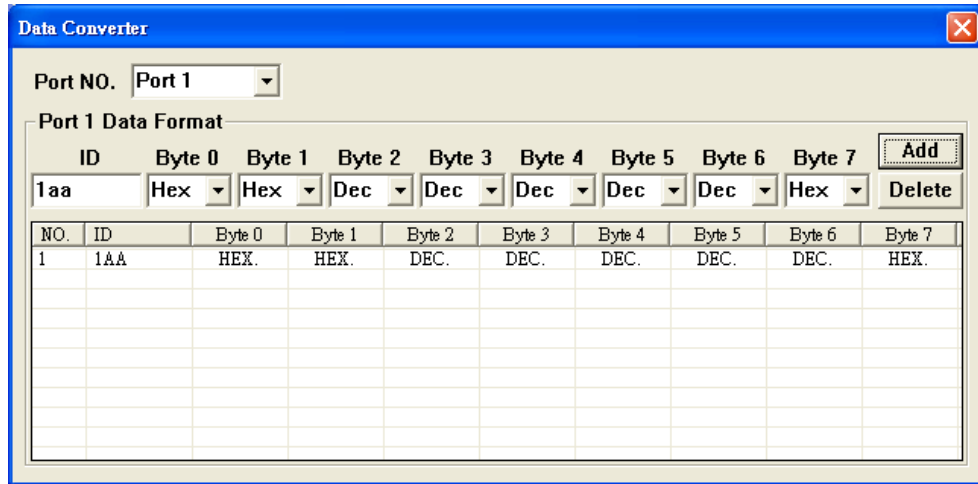 Data Converter
Port NO. Port 1
Port 1 Data Format
ID Byte 0 Byte 1 Byte 2 Byte 3 Byte 4 Byte 5 Byte 6 Byte 7 Add
1aa Hex Hex Dec Dec Dec Dec Dec Hex Delete
NO. ID Byte 0 Byte 1 Byte 2 Byte 3 Byte 4 Byte 5 Byte 6 Byte 7
1 1AA HEX. HEX. DEC. DEC. DEC. DEC. DEC. HEX.